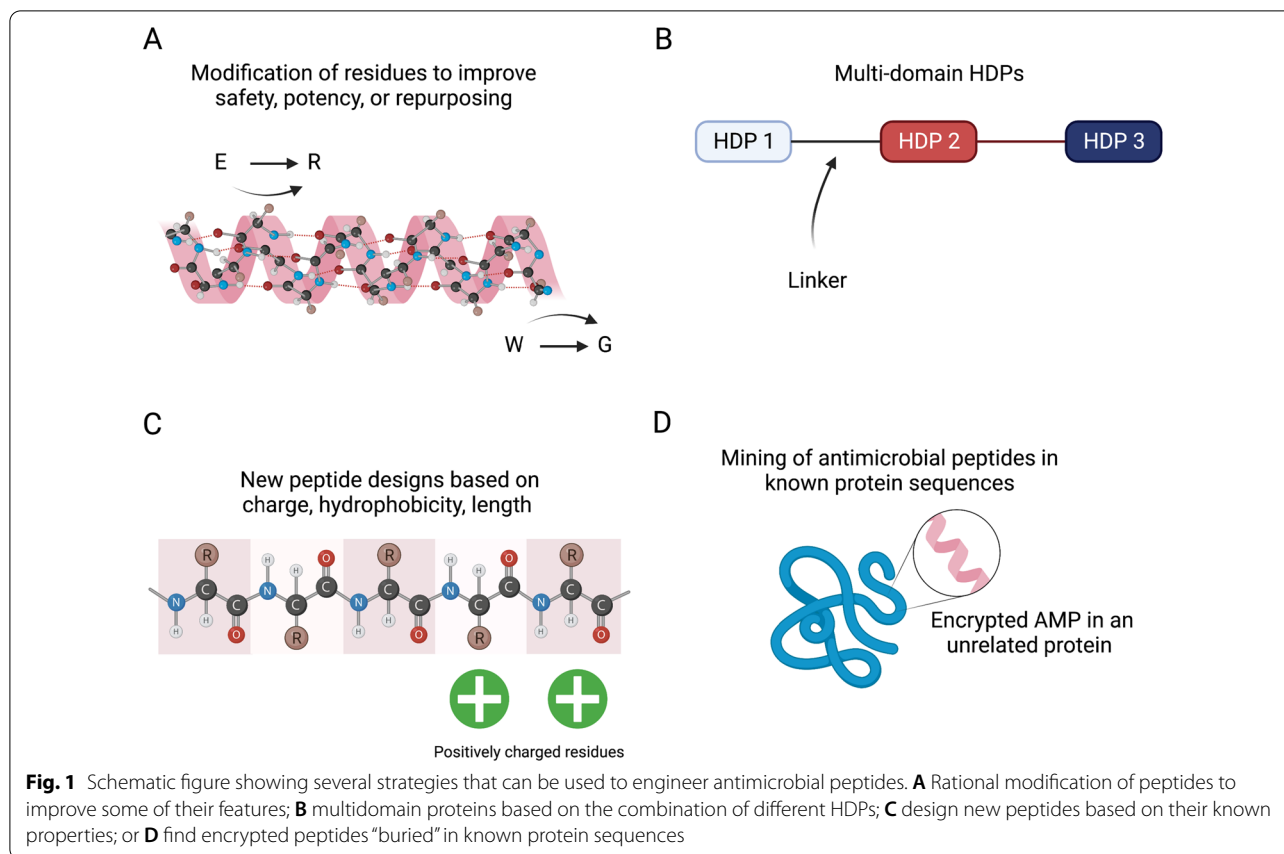 A
Modification of residues to improve
safety, potency, or repurposing
E R
W G
B
Multi-domain HDPs
HDP 1 HDP 2 HDP 3
Linker
C
New peptide designs based on
charge, hydrophobicity, length
R H H O R H H O R
N C C N C C N C C N C C N C C
H H O R H H O R H H O
Positively charged residues
D
Mining of antimicrobial peptides in
known protein sequences
Encrypted AMP in an
unrelated protein
Fig. 1 Schematic figure showing several strategies that can be used to engineer antimicrobial peptides. A Rational modification of peptides to
improve some of their features; B multidomain proteins based on the combination of different HDPs; C design new peptides based on their known
properties; or D find encrypted peptides “buried” in known protein sequences